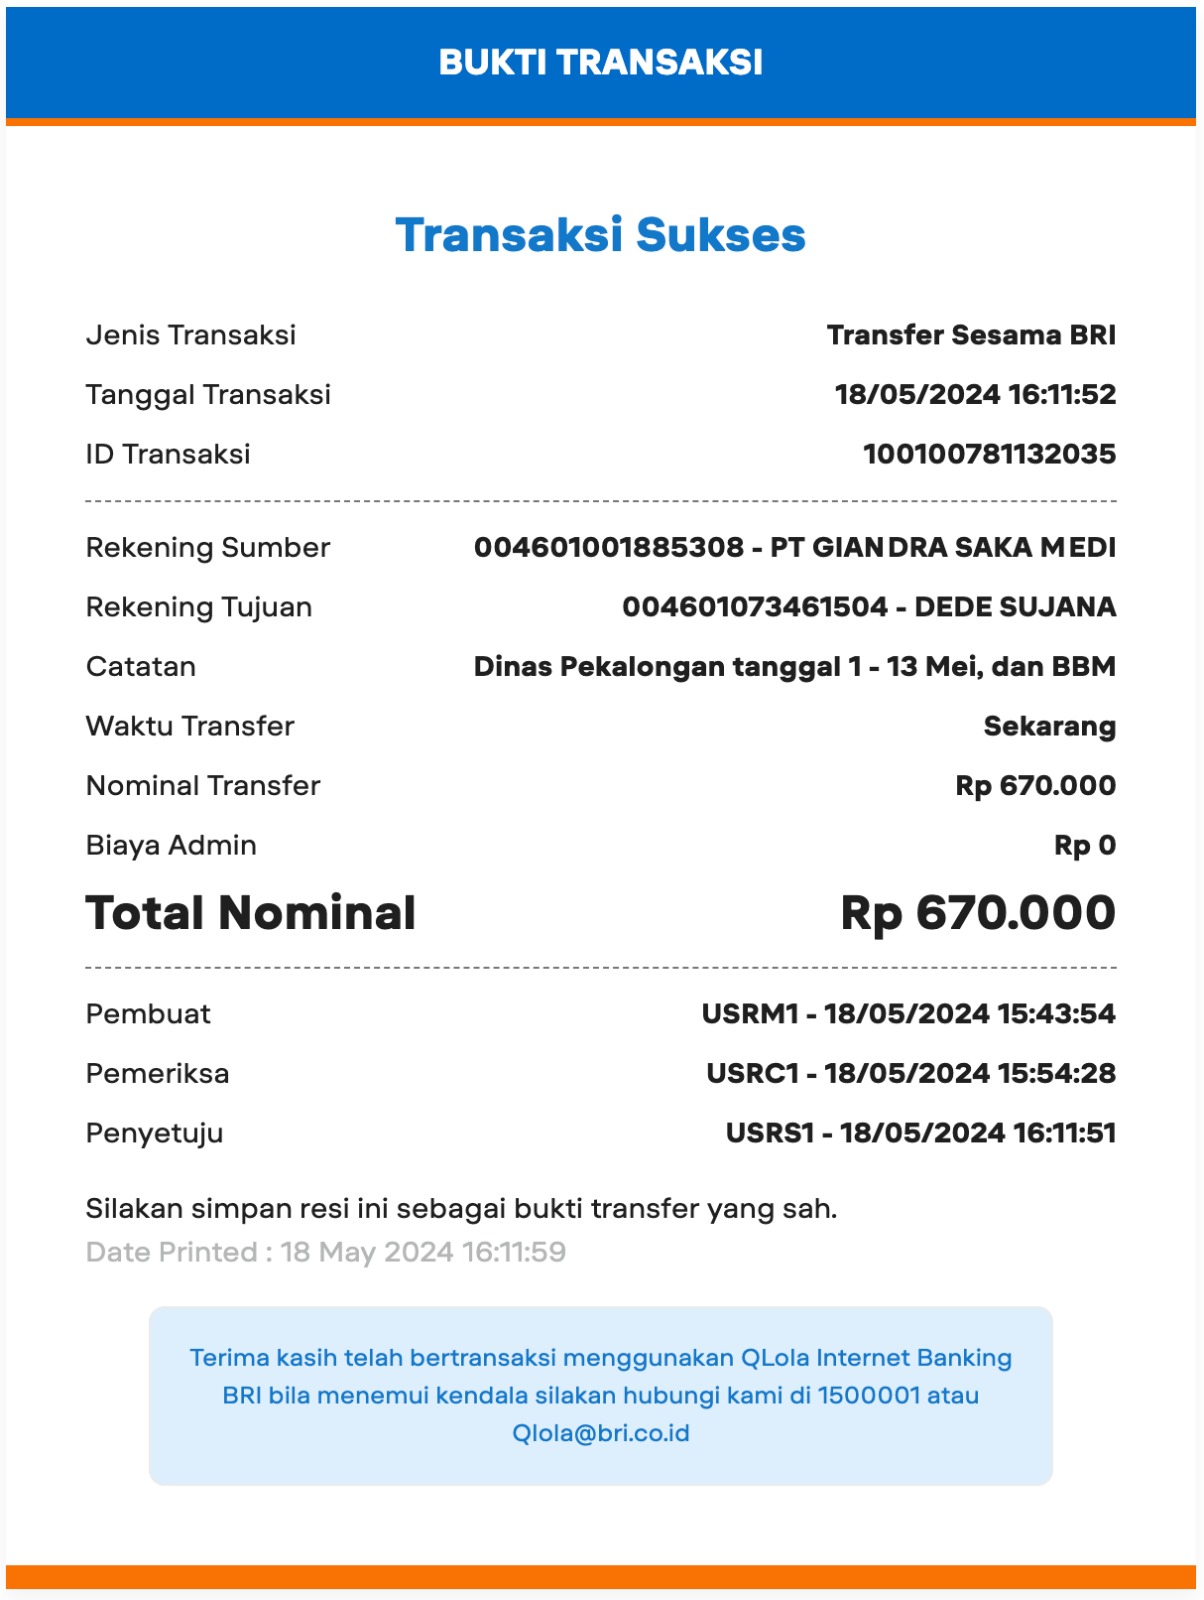 BUKTI TRANSAKSI
Transaksi Sukses
Jenis Transaksi Transfer Sesama BRI
Tanggal Transaksi 18/05/2024 16:11:52
ID Transaksi 100100781132035
Rekening Sumber 004601001885308 - PT GIANDRA SAKA MEDI
Rekening Tujuan 004601073461504 - DEDE SUJANA
Catatan Dinas Pekalongan tanggal 1 - 13 Mei, dan BBM
Waktu Transfer Sekarang
Nominal Transfer Rp 670.000
Biaya Admin Rp 0
Total Nominal Rp 670.000
Pembuat USRM1 - 18/05/2024 15:43:54
Pemeriksa USRC1 - 18/05/2024 15:54:28
Penyetuju USRS1 - 18/05/2024 16:11:51
Silakan simpan resi ini sebagai bukti transfer yang sah.
Date Printed : 18 May 2024 16:11:59
Terima kasih telah bertransaksi menggunakan QLola Internet Banking
BRI bila menemui kendala silakan hubungi kami di 1500001 atau
Qlola@bri.co.id